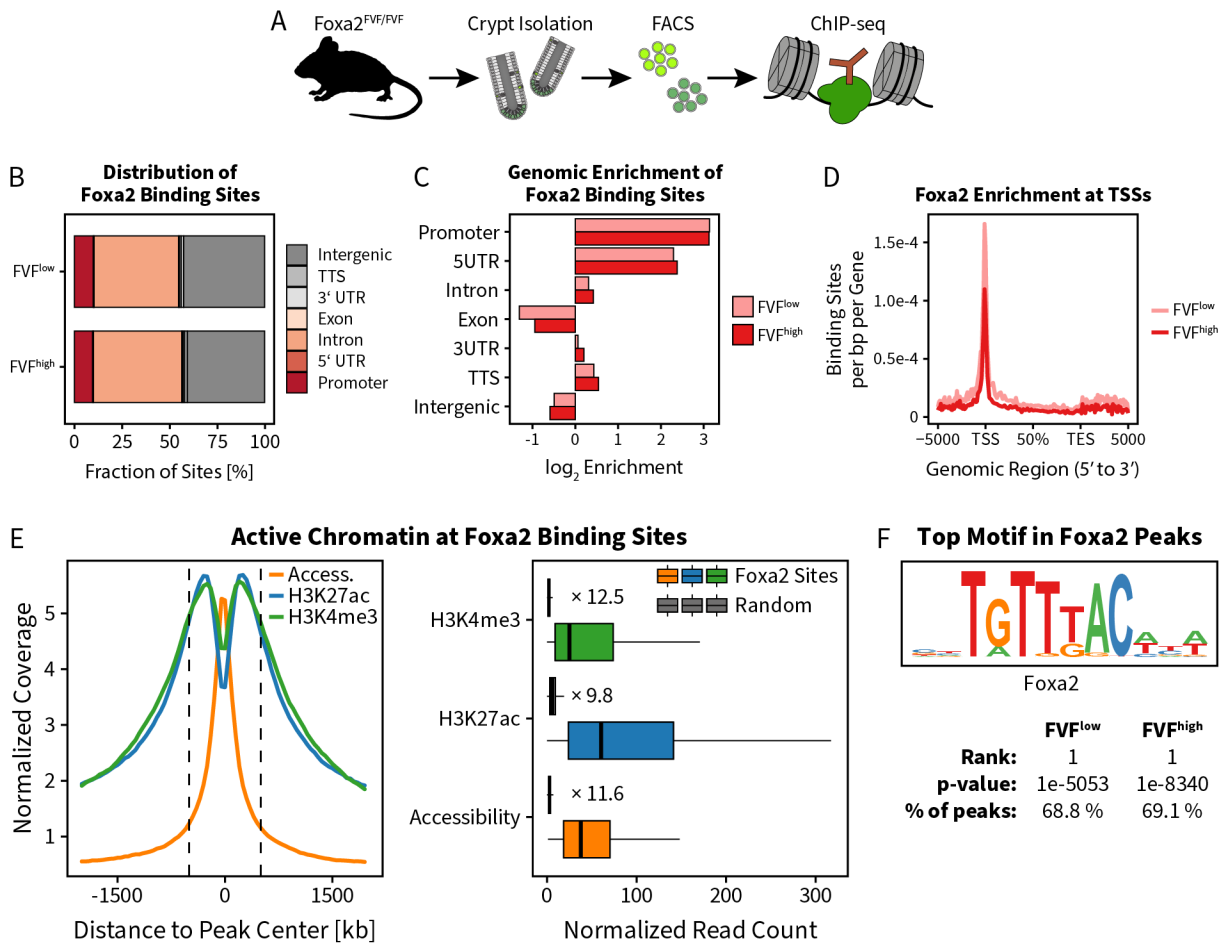 A
Foxa2FVF/FVF
Crypt Isolation
FACS
ChIP-seq
B
Distribution of
Foxa2 Binding Sites
FVFlow
FVFhigh
0 25 50 75 100
Fraction of Sites [%]
Intergenic
TTS
3‘ UTR
Exon
Intron
5‘ UTR
Promoter
C
Genomic Enrichment of
Foxa2 Binding Sites
Promoter
5UTR
Intron
Exon
3UTR
TTS
Intergenic
-1 0 1 2 3
log2 Enrichment
FVFlow
FVFhigh
D
Foxa2 Enrichment at TSSs
Binding Sites
per bp per Gene
1.5e-4
1.0e-4
0.5e-4
0
−5000 TSS 50% TES 5000
Genomic Region (5′ to 3′)
FVFlow
FVFhigh
E
Active Chromatin at Foxa2 Binding Sites
Normalized Coverage
5
4
3
2
1
Access.
H3K27ac
H3K4me3
-1500 0 1500
Distance to Peak Center [kb]
H3K4me3
H3K27ac
Accessibility
× 12.5
× 9.8
× 11.6
Foxa2 Sites
Random
0 100 200 300
Normalized Read Count
F
Top Motif in Foxa2 Peaks
Foxa2
FVFlow FVFhigh
Rank: 1 1
p-value: 1e-5053 1e-8340
% of peaks: 68.8 % 69.1 %